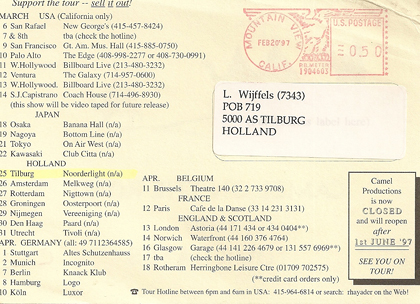 Support the tour -- sell it out!
MARCH USA (California only)
6 San Rafael New George's (415-457-8424)
7 & 8th tba (check the hotline)
9 San Francisco Gt. Am. Mus. Hall (415-885-0750)
10 Palo Alto The Edge (408-998-2277 or 408-730-0991)
11 W.Hollywood Billboard Live (213-480-3232)
12 Ventura The Galaxy (714-957-0600)
13 W.Hollywood Billboard Live (213-480-3232)
14 S.J.Capistrano Coach House (714-496-8930)
(this show will be video taped for future release)
JAPAN
18 Osaka Banana Hall (n/a)
19 Nagoya Bottom Line (n/a)
21 Tokyo On Air West (n/a)
22 Kawasaki Club Citta (n/a)
HOLLAND
25 Tilburg Noorderlight (n/a)
26 Amsterdam Melkweg (n/a)
27 Rotterdam Nigttown (n/a)
28 Groningen Oosterpoort (n/a)
29 Nijmegen Vereeniging (n/a)
30 Den Haag Paard (n/a)
31 Utrecht Tivoli (n/a)
APR. GERMANY (all: 49 7112364585)
1 Stuttgart Altes Schutzenhauss
2 Munich Incognito
7 Berlin Knaack Klub
8 Hamburg Logo
10 Köln Luxor
MOUNTAIN VIEW
FEB 20 '97
CALIF.
U.S. POSTAGE
0.50
P.B. METER
1904603
L. Wijffels (7343)
POB 719
5000 AS TILBURG
HOLLAND
APR. BELGIUM
11 Brussels Theatre 140 (32 2 733 9708)
FRANCE
12 Paris Cafe de la Danse (33 14 231 3131)
ENGLAND & SCOTLAND
13 London Astoria (44 171 434 or 434 0404**)
14 Norwich Waterfront (44 160 376 4764)
16 Glasgow Garage (44 141 226 4679 or 131 557 6969**)
17 tba (check the hotline)
18 Rotheram Herringbone Leisure Ctre (01709 702575)
(**credit card orders only)
☎ Tour Hotline between 6pm and 6am in USA: 415-964-6814 or search: rhayader on the Web!
Camel
Productions
is now
CLOSED
and will
reopen
after
1st JUNE '97
SEE YOU ON
TOUR!